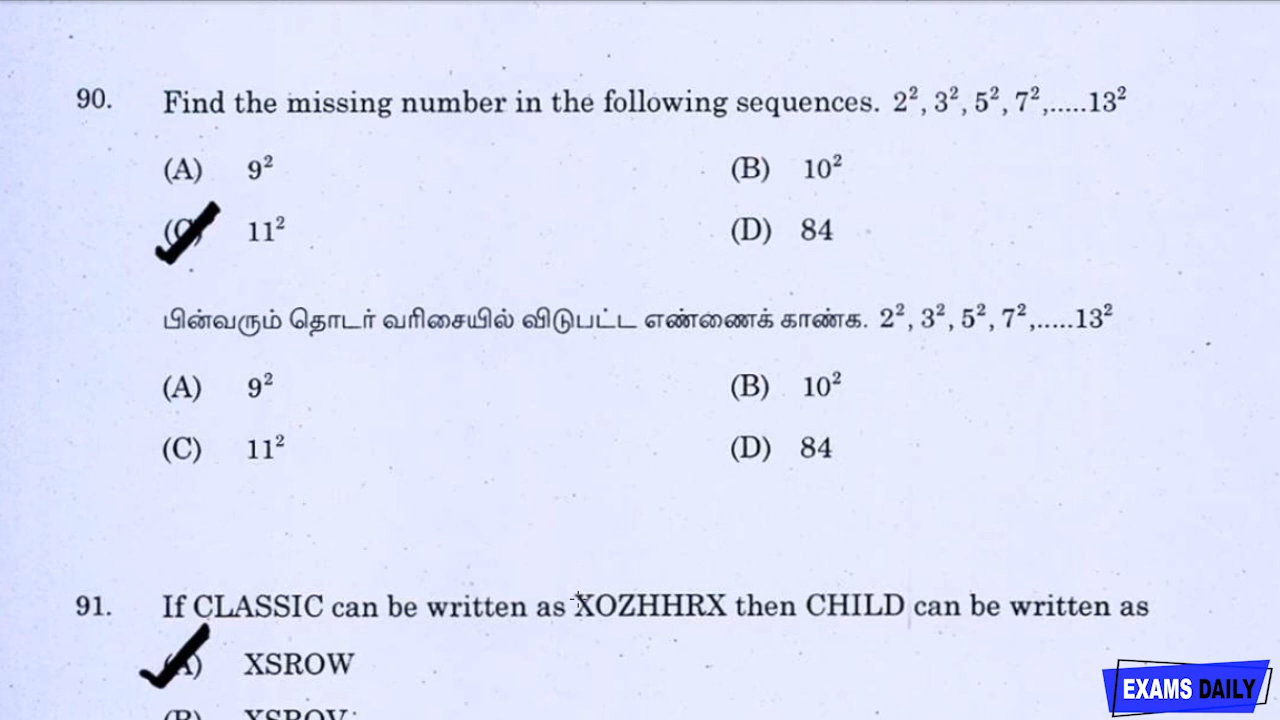 90. Find the missing number in the following sequences. 2², 3², 5², 7²,.....13²
(A) 9² (B) 10²
(C) 11² (D) 84
பின்வரும் தொடர் வரிசையில் விடுபட்ட எண்ணைக் காண்க. 2², 3², 5², 7²,.....13²
(A) 9² (B) 10²
(C) 11² (D) 84
91. If CLASSIC can be written as XOZHHRX then CHILD can be written as
(A) XSROW
(B) XSROV
EXAMS DAILY